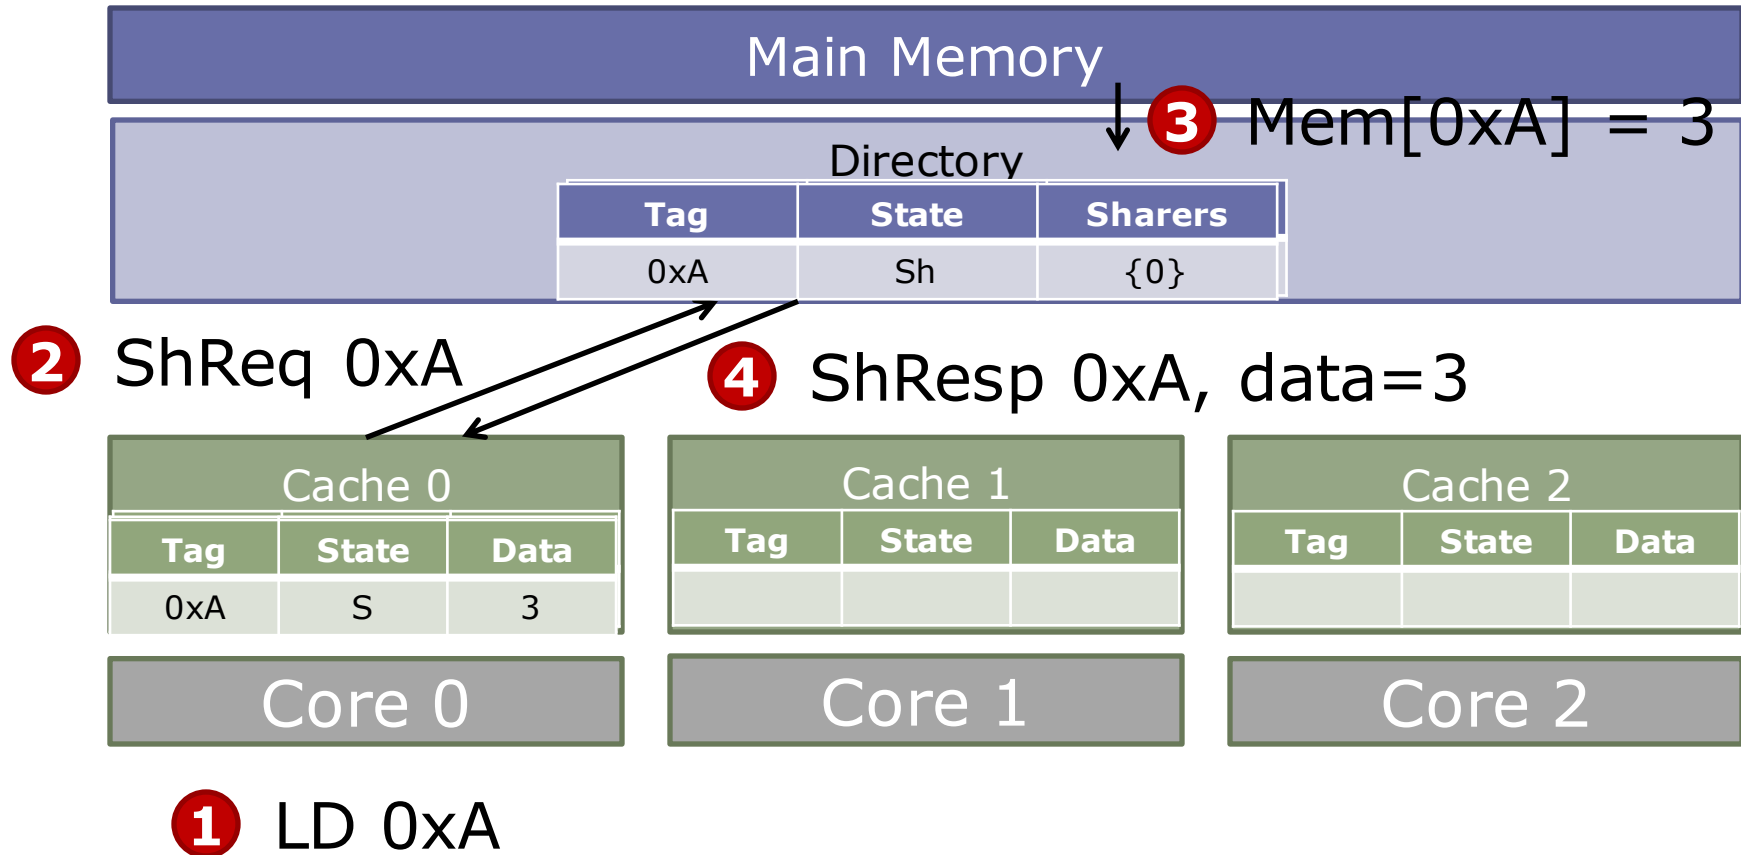 Main Memory
3 Mem[0xA] = 3
Directory
Tag State Sharers
0xA Sh {0}
2 ShReq 0xA
4 ShResp 0xA, data=3
Cache 0
Tag State Data
0xA S 3
Cache 1
Tag State Data
Cache 2
Tag State Data
Core 0
Core 1
Core 2
1 LD 0xA